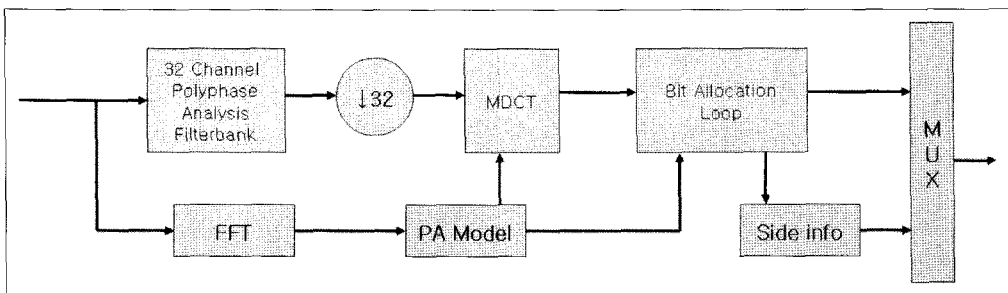 32 Channel
Polyphase
Analysis
Filterbank
↓32
MDCT
Bit Allocation
Loop
M
U
X
FFT
PA Model
Side info